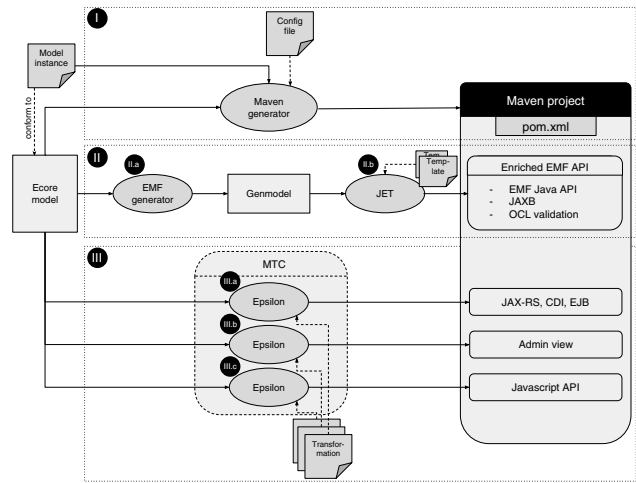 I
Model
instance
Config
file
conform to
Maven
generator
Maven project
pom.xml
II
II.a
II.b
Ecore
model
EMF
generator
Genmodel
JET
Tem
Temp-
late
Enriched EMF API
- EMF Java API
- JAXB
- OCL validation
III
MTC
III.a
Epsilon
JAX-RS, CDI, EJB
III.b
Epsilon
Admin view
III.c
Epsilon
Javascript API
Transfor-
mation